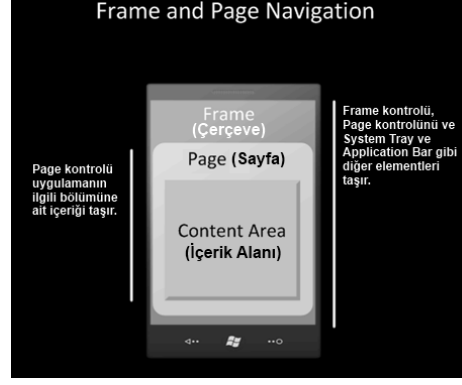 Frame and Page Navigation
Frame
(Çerçeve)
Page (Sayfa)
Content Area
(İçerik Alanı)
Page kontrolü
uygulamanın
ilgili bölümüne
ait içeriği taşır.
Frame kontrolü,
Page kontrolünü ve
System Tray ve
Application Bar gibi
diğer elementleri
taşır.